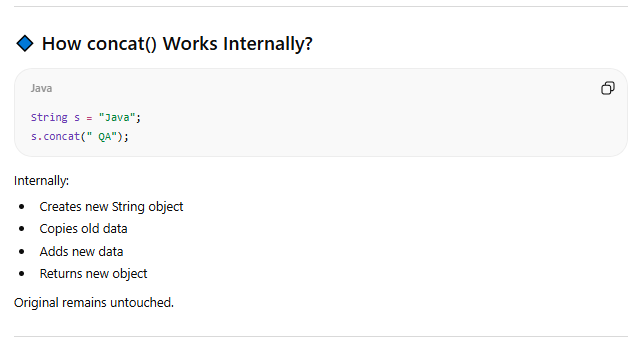 How concat() Works Internally?
Java
String s = "Java";
s.concat(" QA");
Internally:
• Creates new String object
• Copies old data
• Adds new data
• Returns new object
Original remains untouched.